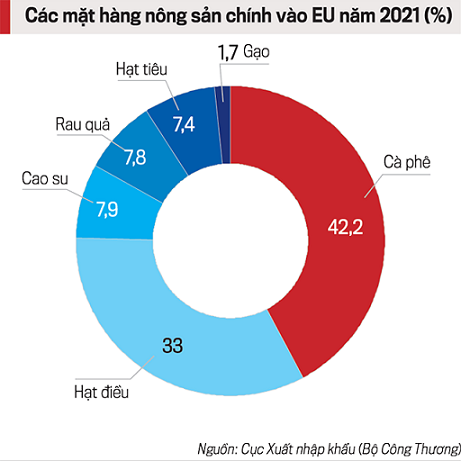 Các mặt hàng nông sản chính vào EU năm 2021 (%)
1,7 Gạo
Hạt tiêu
7,4
Rau quả
7,8
Cao su
7,9
Cà phê
42,2
33
Hạt điều
Nguồn: Cục Xuất nhập khẩu (Bộ Công Thương)